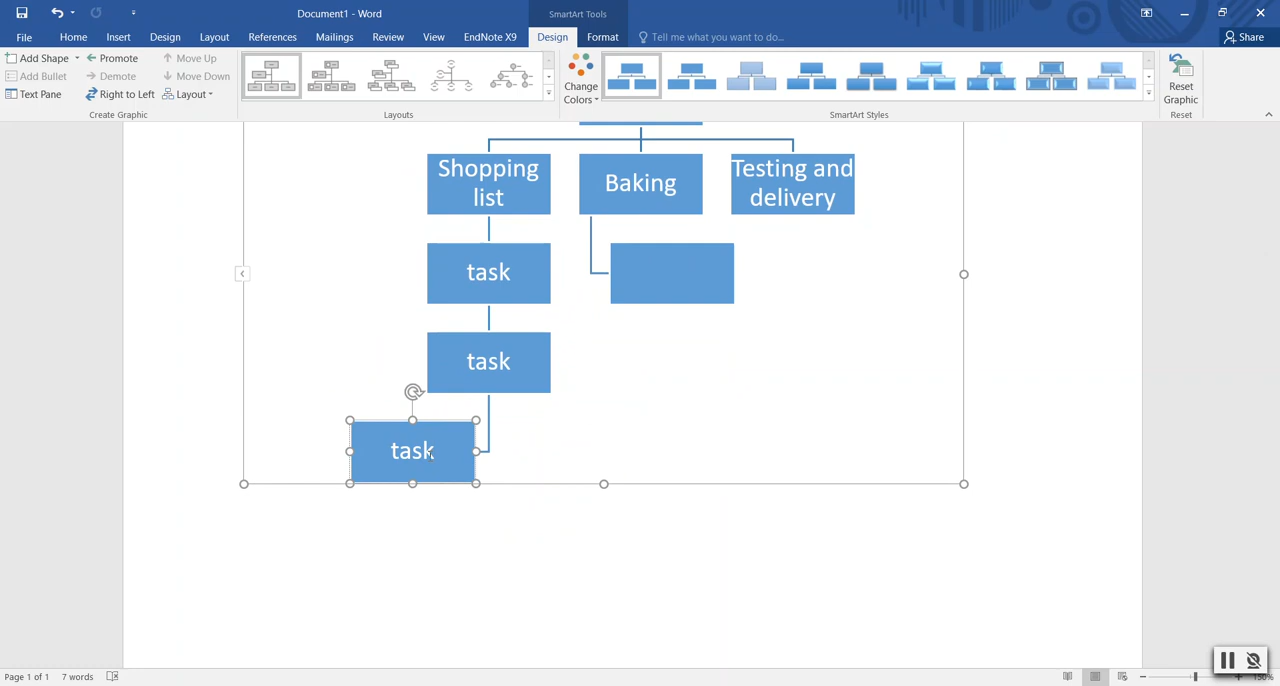 Document1 - Word
SmartArt Tools
File Home Insert Design Layout References Mailings Review View EndNote X9 Design Format Tell me what you want to do... Share
Add Shape Promote Move Up
Add Bullet Demote Move Down
Text Pane Right to Left Layout
Create Graphic
Layouts
Change
Colors
SmartArt Styles
Reset
Graphic
Reset
Shopping
list
Baking
Testing and
delivery
task
task
task
Page 1 of 1 7 words
150%